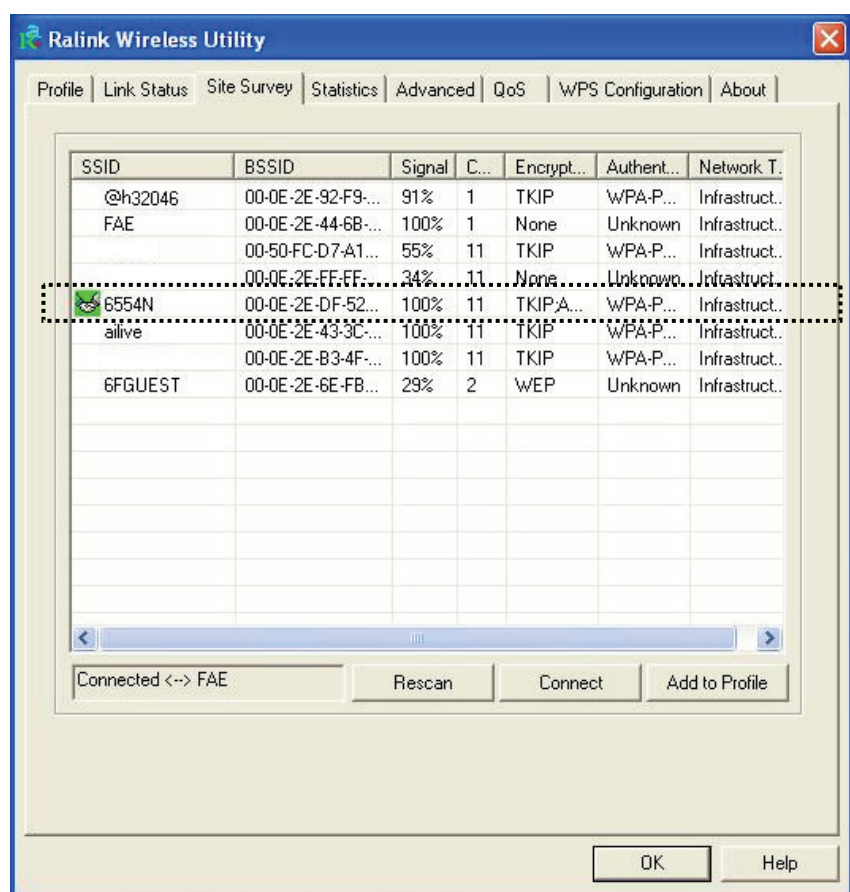 Ralink Wireless Utility
Profile Link Status Site Survey Statistics Advanced QoS WPS Configuration About
SSID BSSID Signal C... Encrypt... Authent... Network T.
@h32046 00-0E-2E-92-F9-... 91% 1 TKIP WPA-P... Infrastruct..
FAE 00-0E-2E-44-6B-... 100% 1 None Unknown Infrastruct..
00-50-FC-D7-A1... 55% 11 TKIP WPA-P... Infrastruct..
00-0E-2E-FF-FF-... 34% 11 None Unknown Infrastruct..
6554N 00-0E-2E-DF-52... 100% 11 TKIP;A... WPA-P... Infrastruct..
ailive 00-0E-2E-43-3C-... 100% 11 TKIP WPA-P... Infrastruct..
00-0E-2E-B3-4F-... 100% 11 TKIP WPA-P... Infrastruct..
6FGUEST 00-0E-2E-6E-FB... 29% 2 WEP Unknown Infrastruct..
Connected <--> FAE Rescan Connect Add to Profile
OK Help